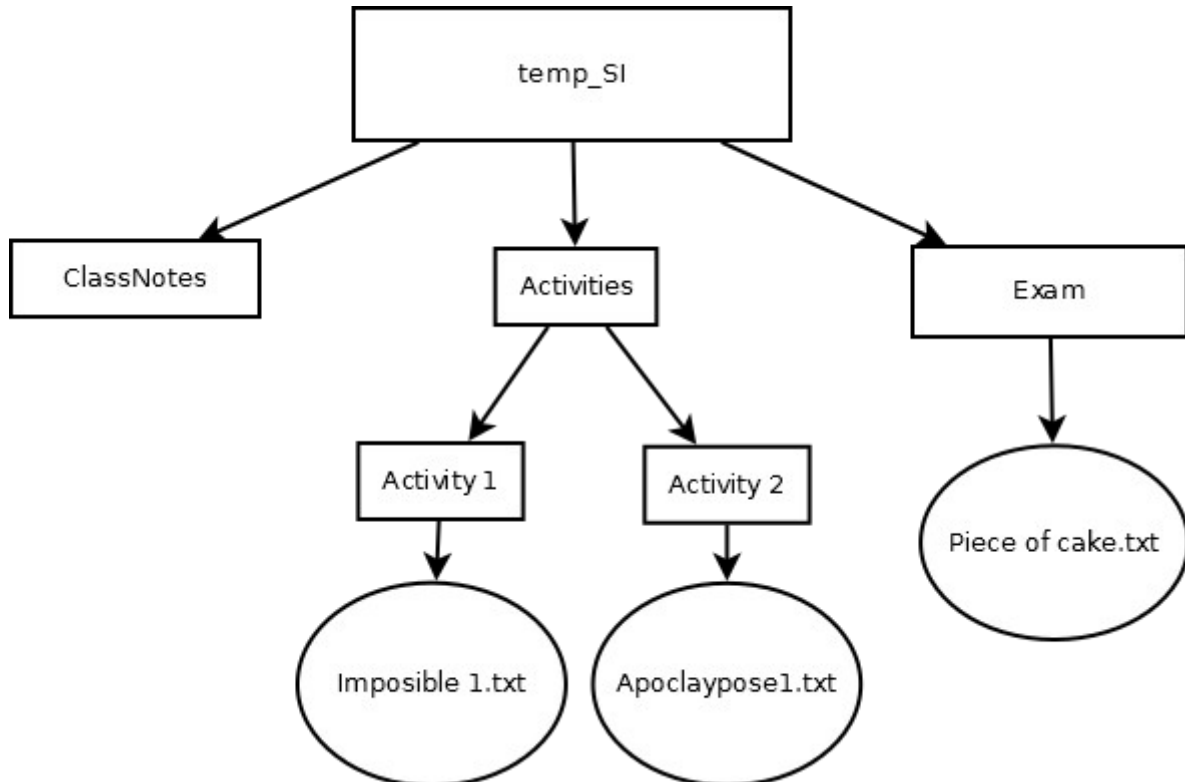 temp_SI
ClassNotes
Activities
Exam
Activity 1
Activity 2
Piece of cake.txt
Imposible 1.txt
Apoclaypose1.txt